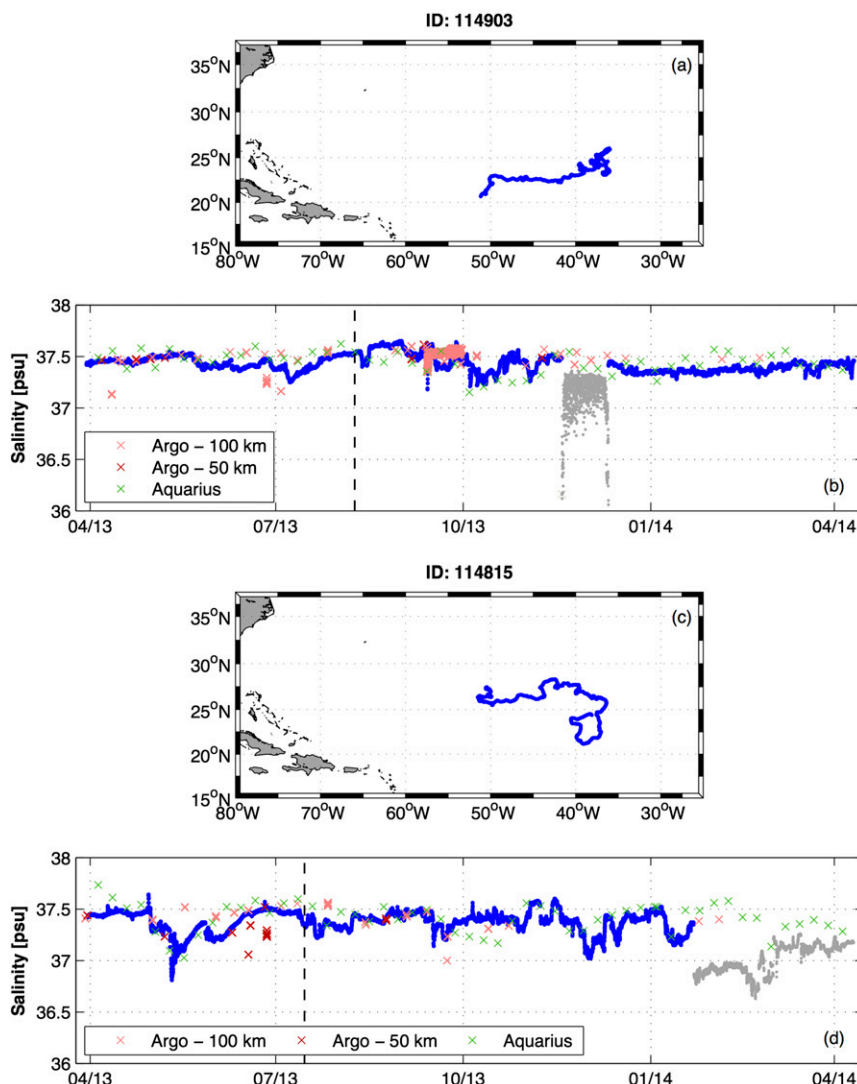 ID: 114903
(a)
35°N
30°N
25°N
20°N
15°N
80°W 70°W 60°W 50°W 40°W 30°W
38
37.5
37
36.5
36
Salinity [psu]
Argo – 100 km
Argo – 50 km
Aquarius
(b)
04/13 07/13 10/13 01/14 04/14
ID: 114815
(c)
35°N
30°N
25°N
20°N
15°N
80°W 70°W 60°W 50°W 40°W 30°W
38
37.5
37
36.5
36
Salinity [psu]
Argo – 100 km Argo – 50 km Aquarius
(d)
04/13 07/13 10/13 01/14 04/14